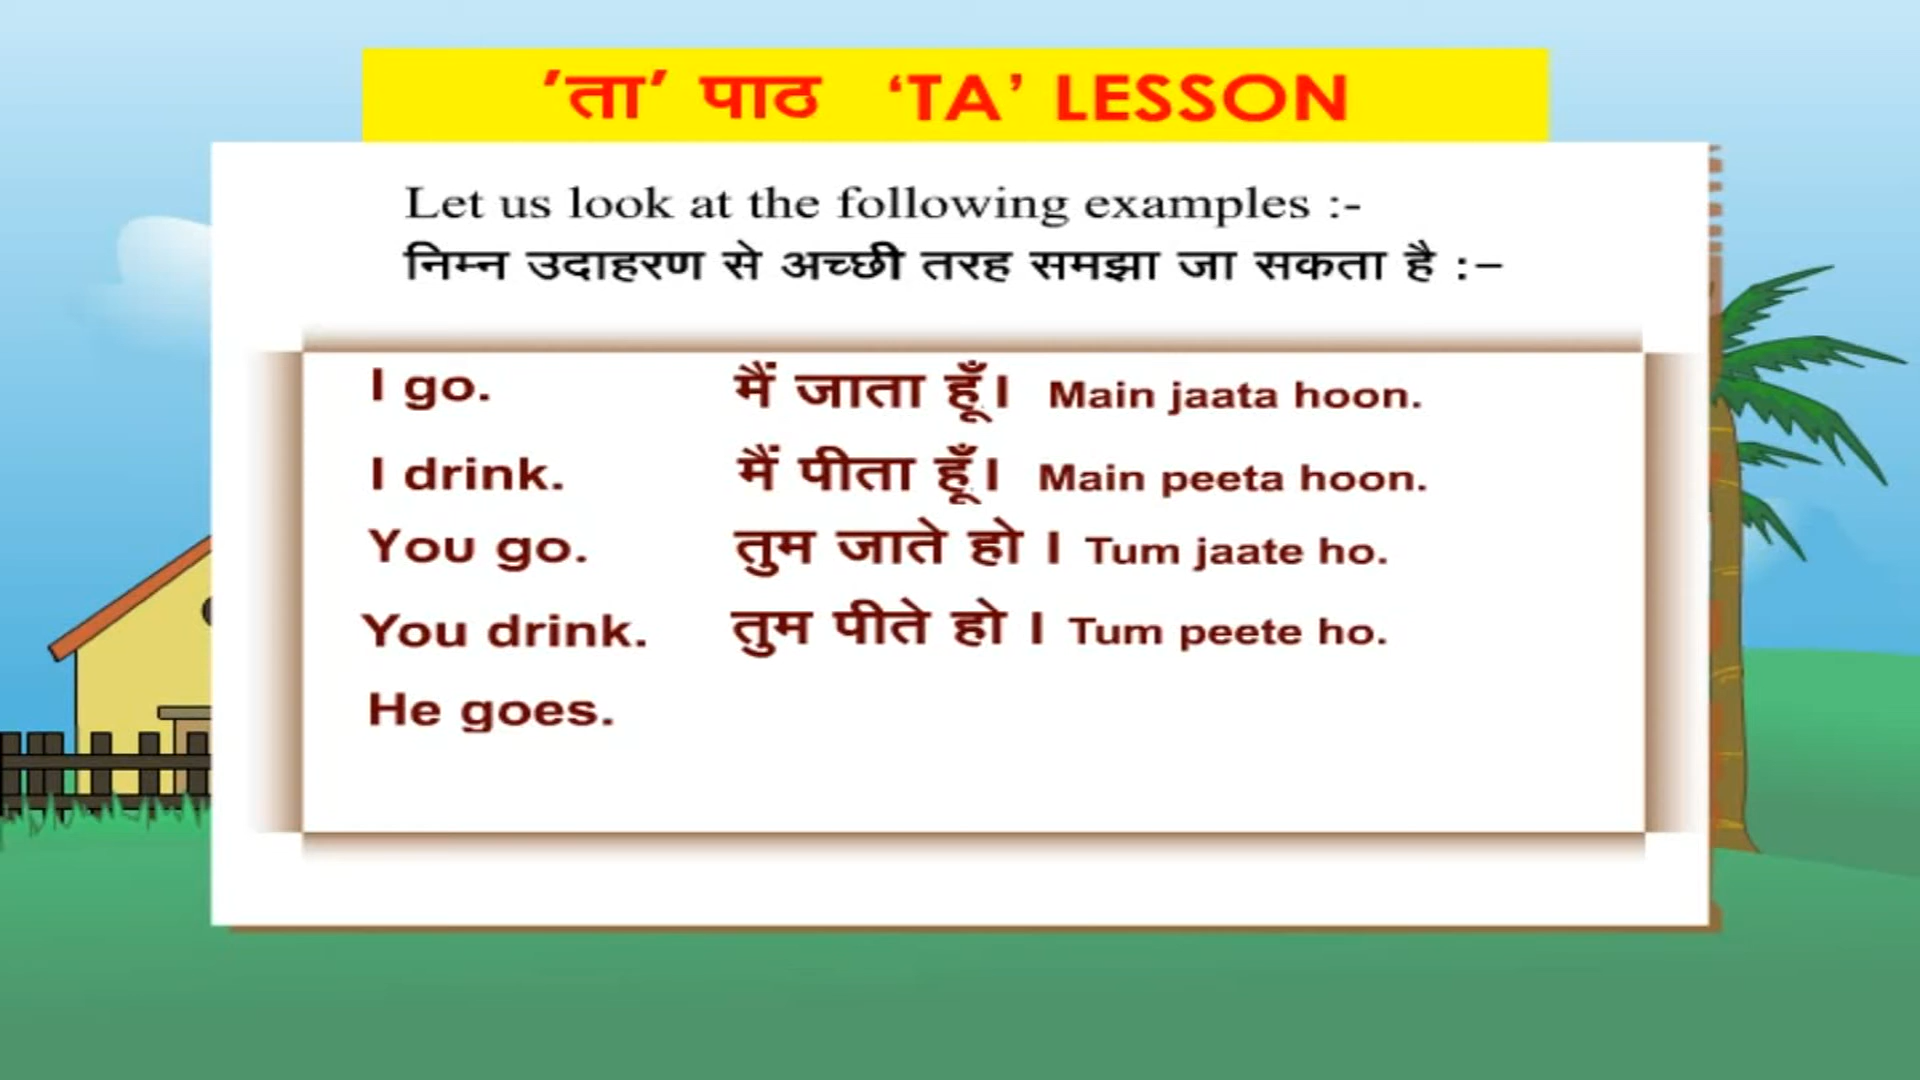 'ता' पाठ ‘TA’ LESSON
Let us look at the following examples :-
निम्न उदाहरण से अच्छी तरह समझा जा सकता है :–
I go. मैं जाता हूँ। Main jaata hoon.
I drink. मैं पीता हूँ। Main peeta hoon.
You go. तुम जाते हो । Tum jaate ho.
You drink. तुम पीते हो । Tum peete ho.
He goes.